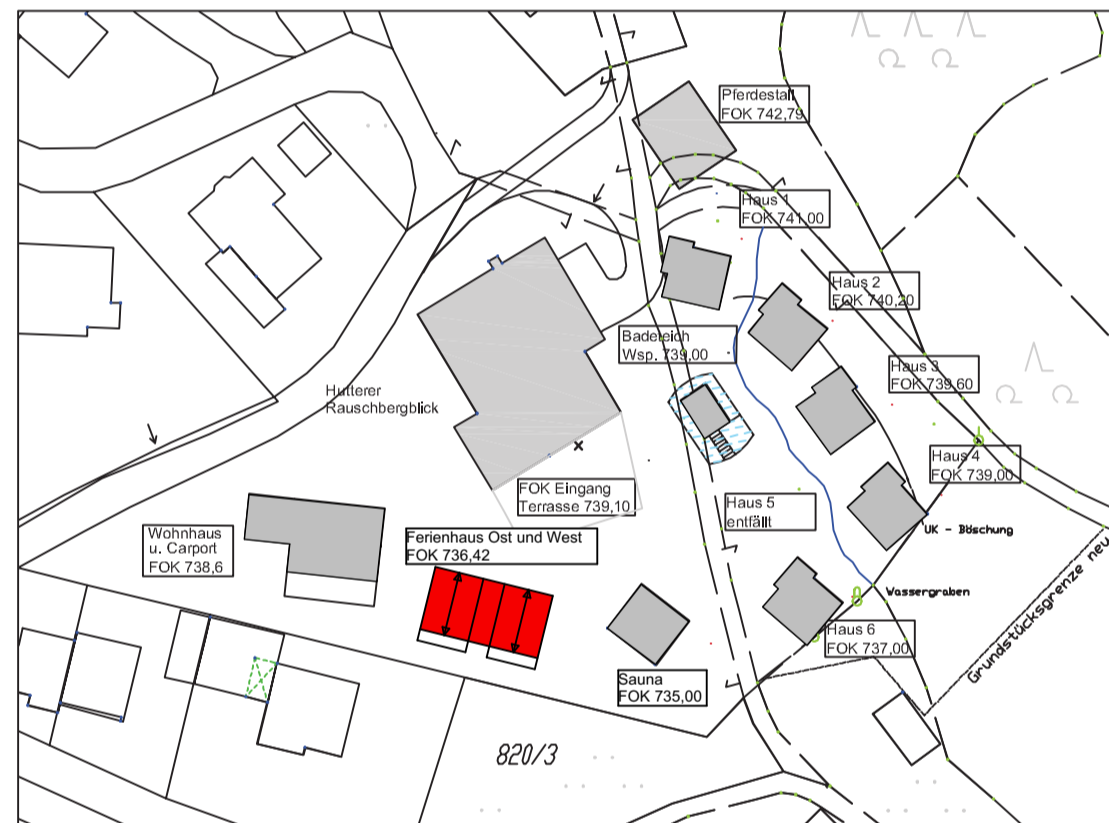 Pferdestall
FOK 742,79
Haus 1
FOK 741,00
Haus 2
FOK 740,20
Badeteich
Wsp. 739,00
Haus 3
FOK 739,60
Hutterer
Rauschbergblick
Haus 4
FOK 739,00
FOK Eingang
Terrasse 739,10
Haus 5
entfällt
UK - Böschung
Wohnhaus
u. Carport
FOK 738,6
Ferienhaus Ost und West
FOK 736,42
Wassergraben
Grundstücksgrenze neu
Haus 6
FOK 737,00
Sauna
FOK 735,00
820/3